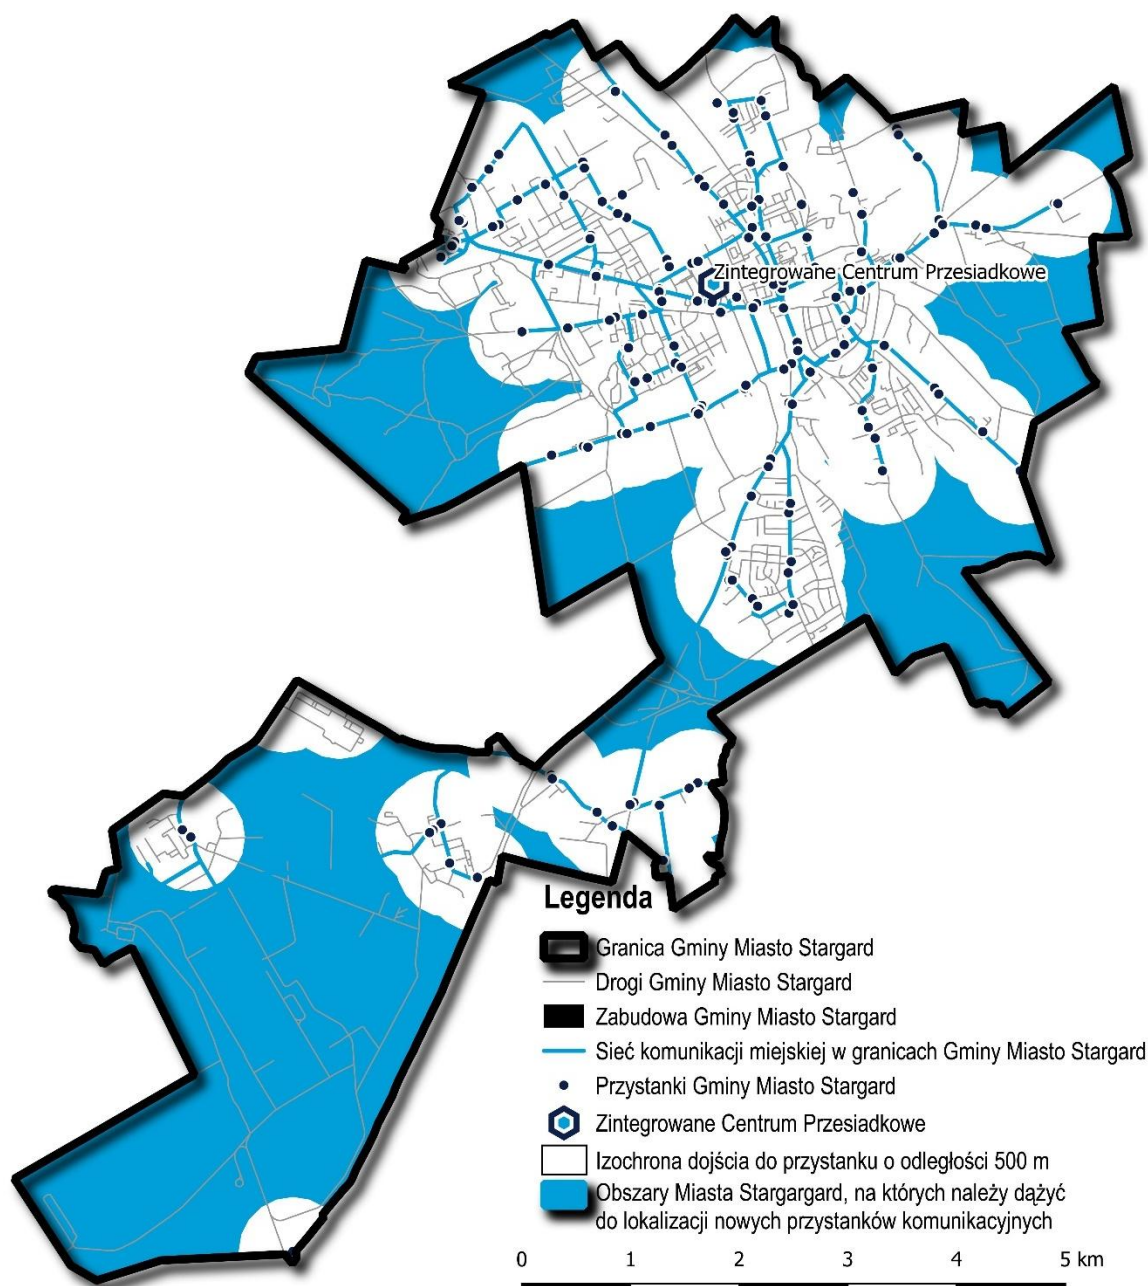 Zintegrowane Centrum Przesiadkowe
Legenda
Granica Gminy Miasto Stargard
Drogi Gminy Miasto Stargard
Zabudowa Gminy Miasto Stargard
Sieć komunikacji miejskiej w granicach Gminy Miasto Stargard
Przystanki Gminy Miasto Stargard
Zintegrowane Centrum Przesiadkowe
Izochrona dojścia do przystanku o odległości 500 m
Obszary Miasta Stargargard, na których należy dążyć
do lokalizacji nowych przystanków komunikacyjnych
0 1 2 3 4 5 km